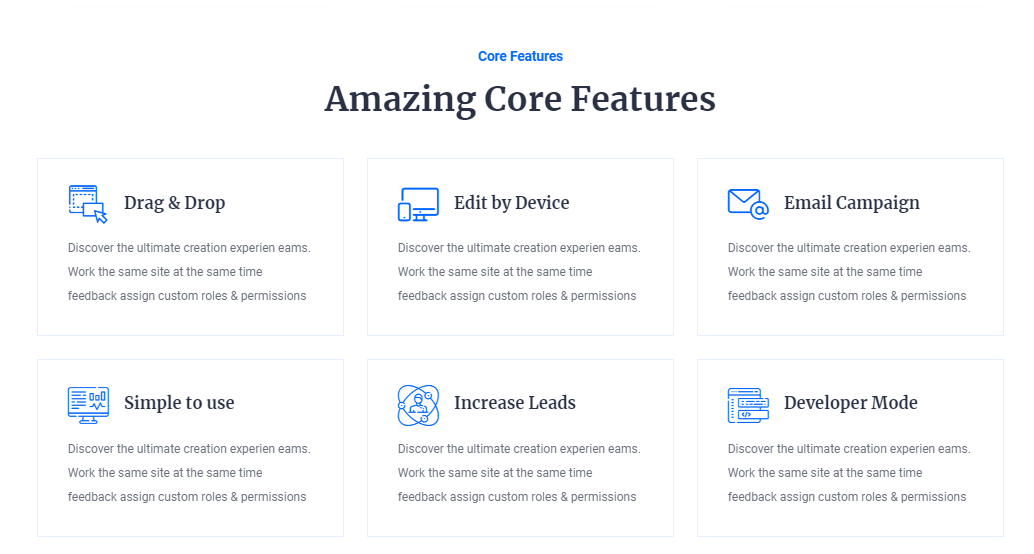 Core Features
Amazing Core Features
Drag & Drop
Discover the ultimate creation experien eams.
Work the same site at the same time
feedback assign custom roles & permissions
Edit by Device
Discover the ultimate creation experien eams.
Work the same site at the same time
feedback assign custom roles & permissions
Email Campaign
Discover the ultimate creation experien eams.
Work the same site at the same time
feedback assign custom roles & permissions
Simple to use
Discover the ultimate creation experien eams.
Work the same site at the same time
feedback assign custom roles & permissions
Increase Leads
Discover the ultimate creation experien eams.
Work the same site at the same time
feedback assign custom roles & permissions
Developer Mode
Discover the ultimate creation experien eams.
Work the same site at the same time
feedback assign custom roles & permissions